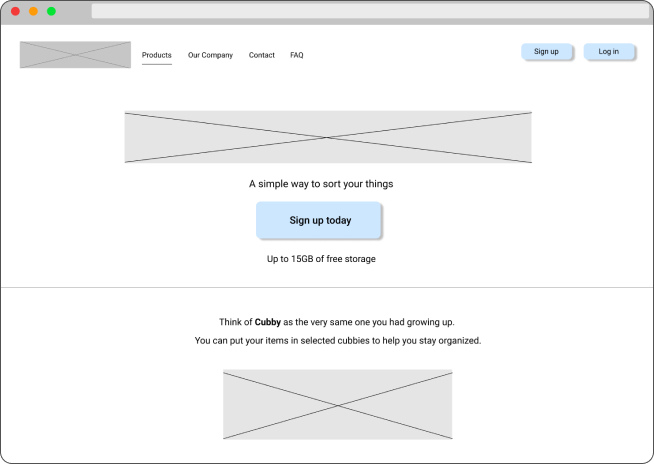 Products Our Company Contact FAQ Sign up Log in
A simple way to sort your things
Sign up today
Up to 15GB of free storage
Think of Cubby as the very same one you had growing up.
You can put your items in selected cubbies to help you stay organized.